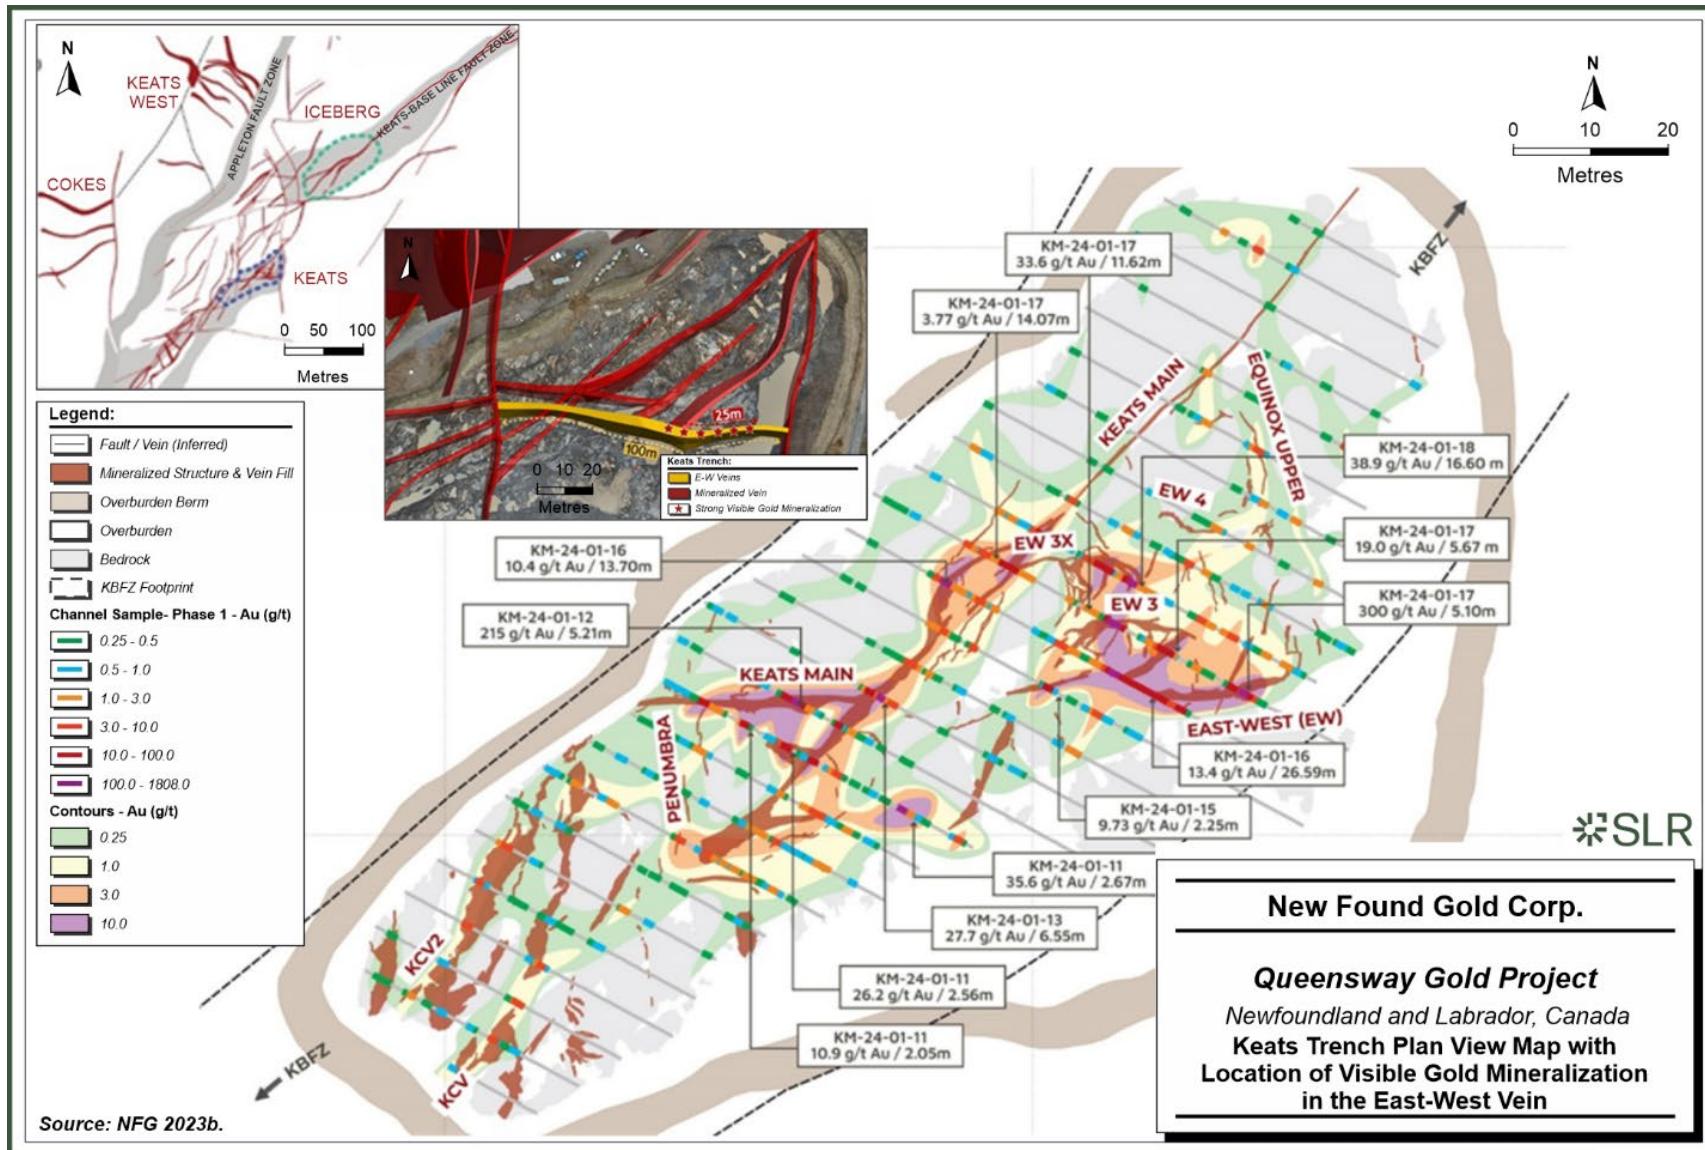 N
KEATS
WEST
APPLETON FAULT ZONE
ICEBERG
KEATS-BASE LINE FAULT ZONE
COKES
KEATS
0 50 100
Metres
N
25m
100m
0 10 20
Metres
Keats Trench:
E-W Veins
Mineralized Vein
Strong Visible Gold Mineralization
N
0 10 20
Metres
Legend:
Fault / Vein (Inferred)
Mineralized Structure & Vein Fill
Overburden Berm
Overburden
Bedrock
KBFZ Footprint
Channel Sample- Phase 1 - Au (g/t)
0.25 - 0.5
0.5 - 1.0
1.0 - 3.0
3.0 - 10.0
10.0 - 100.0
100.0 - 1808.0
Contours - Au (g/t)
0.25
1.0
3.0
10.0
KM-24-01-17
33.6 g/t Au / 11.62m
KM-24-01-17
3.77 g/t Au / 14.07m
KBFZ
KEATS MAIN
EQUINOX UPPER
KM-24-01-18
38.9 g/t Au / 16.60 m
EW 4
KM-24-01-17
19.0 g/t Au / 5.67 m
EW 3X
KM-24-01-16
10.4 g/t Au / 13.70m
EW 3
KM-24-01-17
300 g/t Au / 5.10m
KM-24-01-12
215 g/t Au / 5.21m
KEATS MAIN
PENUMBRA
EAST-WEST (EW)
KM-24-01-16
13.4 g/t Au / 26.59m
KM-24-01-15
9.73 g/t Au / 2.25m
KM-24-01-11
35.6 g/t Au / 2.67m
KM-24-01-13
27.7 g/t Au / 6.55m
KM-24-01-11
26.2 g/t Au / 2.56m
KM-24-01-11
10.9 g/t Au / 2.05m
KCV2
KCV
KBFZ
SLR
New Found Gold Corp.
Queensway Gold Project
Newfoundland and Labrador, Canada
Keats Trench Plan View Map with
Location of Visible Gold Mineralization
in the East-West Vein
Source: NFG 2023b.